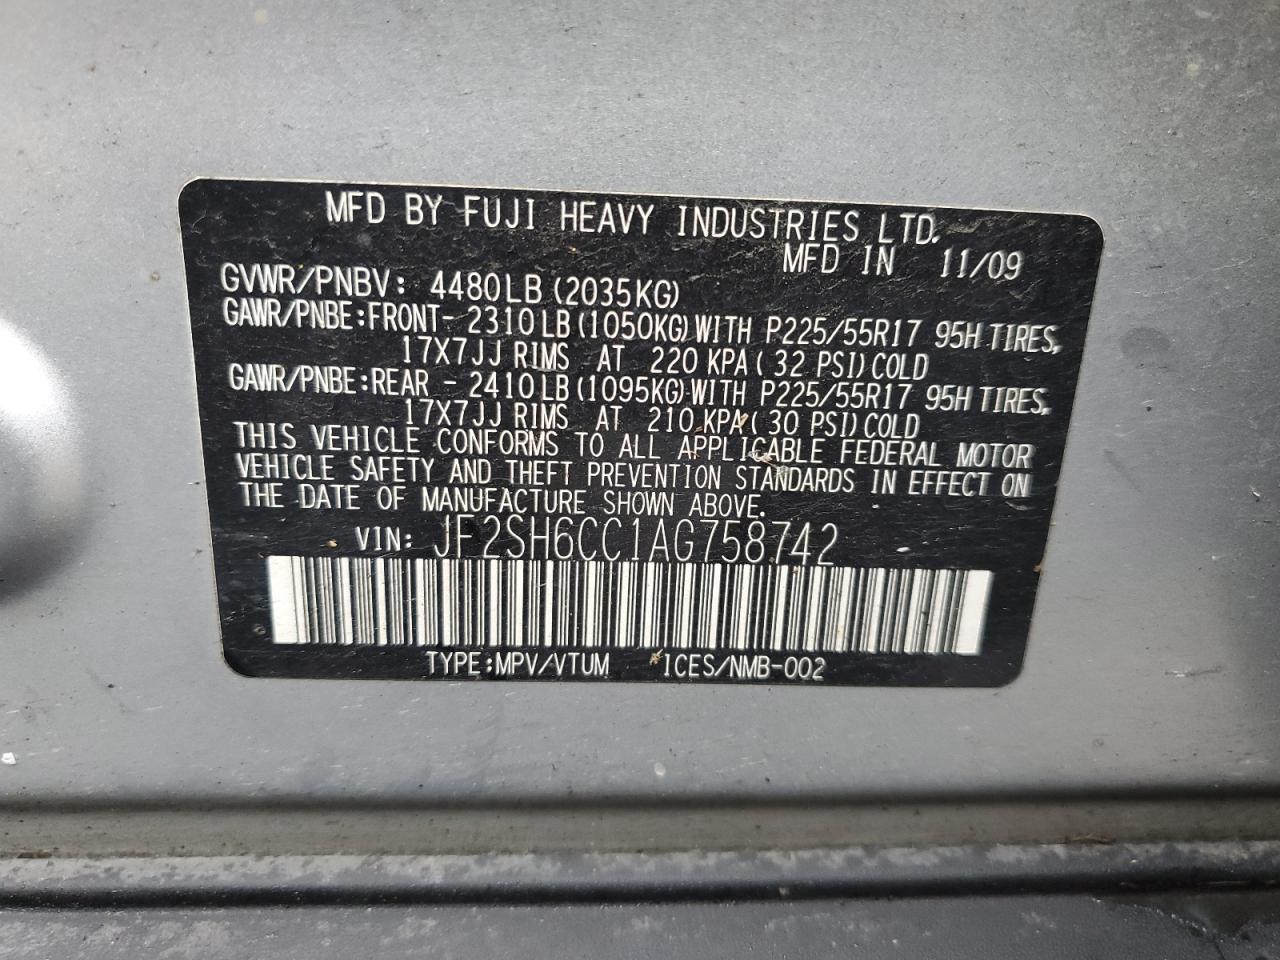 MFD BY FUJI HEAVY INDUSTRIES LTD.
MFD IN 11/09
GVWR/PNBV: 4480LB (2035KG)
GAWR/PNBE:FRONT- 2310LB(1050KG)WITH P225/55R17 95H TIRES,
17X7JJ RIMS AT 220 KPA( 32 PSI)COLD
GAWR/PNBE:REAR - 2410LB(1095KG)WITH P225/55R17 95H TIRES,
17X7JJ RIMS AT 210 KPA( 30 PSI)COLD
THIS VEHICLE CONFORMS TO ALL APPLICABLE FEDERAL MOTOR
VEHICLE SAFETY AND THEFT PREVENTION STANDARDS IN EFFECT ON
THE DATE OF MANUFACTURE SHOWN ABOVE.
VIN: JF2SH6CC1AG758742
TYPE:MPV/VTUM *ICES/NMB-002